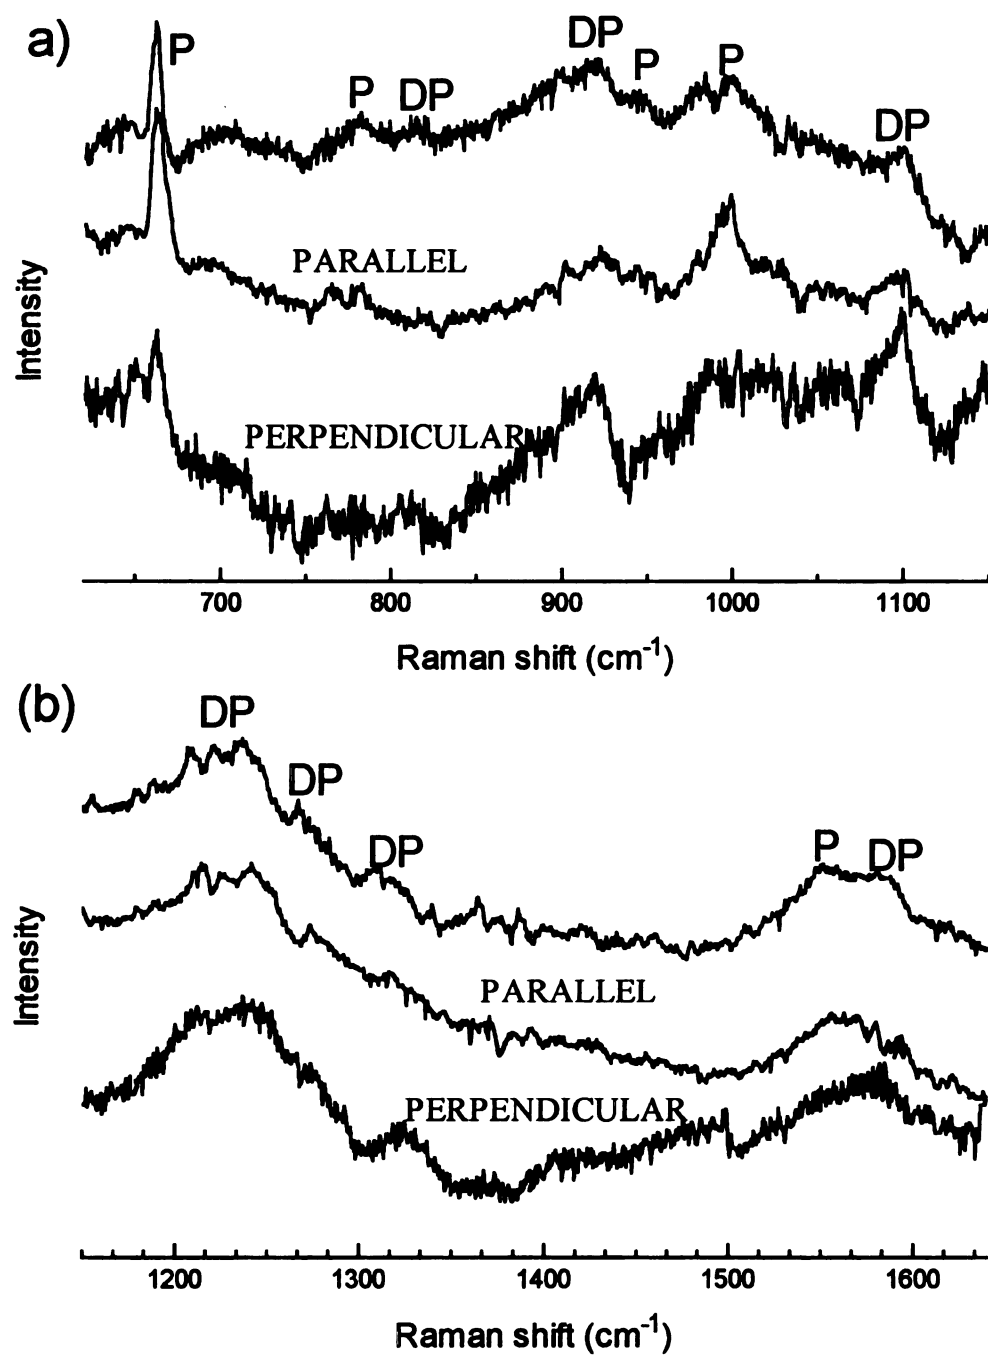 a)
P
P
DP
DP
P
P
DP
PARALLEL
PERPENDICULAR
Intensity
700 800 900 1000 1100
Raman shift (cm-1)
(b)
DP
DP
DP
P
DP
PARALLEL
PERPENDICULAR
Intensity
1200 1300 1400 1500 1600
Raman shift (cm-1)